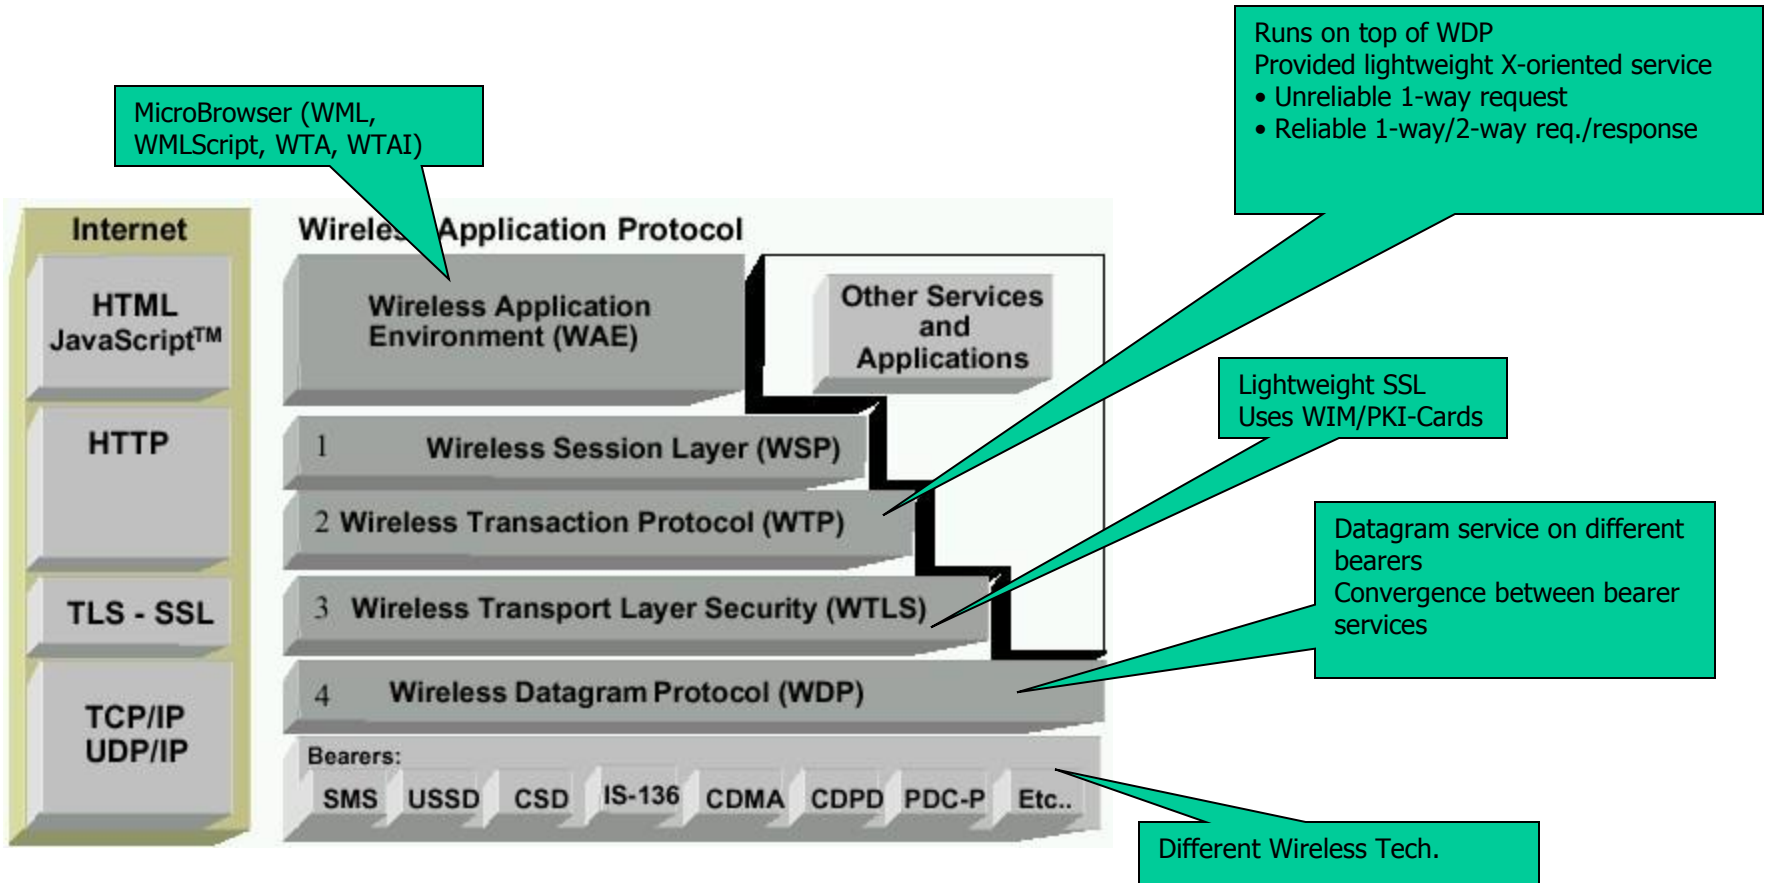 Runs on top of WDP
Provided lightweight X-oriented service
• Unreliable 1-way request
• Reliable 1-way/2-way req./response
MicroBrowser (WML,
WMLScript, WTA, WTAI)
Internet
Wireless Application Protocol
HTML
JavaScript™
Wireless Application
Environment (WAE)
Other Services
and
Applications
Lightweight SSL
Uses WIM/PKI-Cards
HTTP
1 Wireless Session Layer (WSP)
2 Wireless Transaction Protocol (WTP)
Datagram service on different
bearers
Convergence between bearer
services
TLS - SSL
3 Wireless Transport Layer Security (WTLS)
4 Wireless Datagram Protocol (WDP)
TCP/IP
UDP/IP
Bearers:
SMS USSD CSD IS-136 CDMA CDPD PDC-P Etc..
Different Wireless Tech.